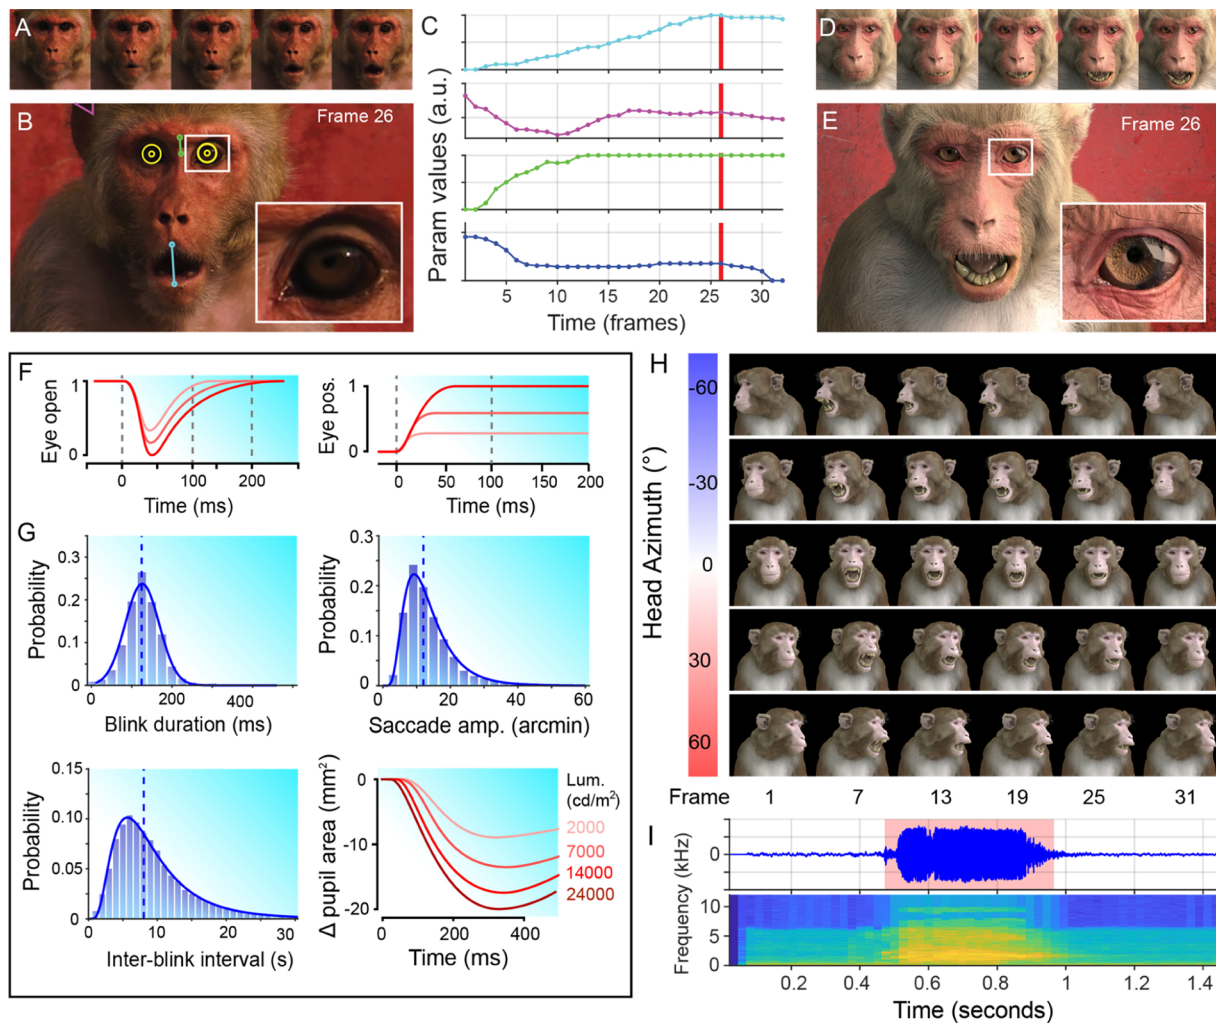 A
B
Frame 26
C
Param values (a.u.)
5 10 15 20 25 30
Time (frames)
D
E
Frame 26
F
Eye open
1
0
0 100 100 200
Time (ms)
Eye pos.
1
0
0 50 100 150 200
Time (ms)
G
Probability
0.3
0.2
0.1
0
0 200 400
Blink duration (ms)
Probability
0.3
0.2
0.1
0
0 20 40 60
Saccade amp. (arcmin)
Probability
0.15
0.10
0.05
0
0 5 10 15 20 30
Inter-blink interval (s)
Δ pupil area (mm²)
0
-10
-20
0 200 400
Time (ms)
Lum.
(cd/m²)
2000
7000
14000
24000
H
Head Azimuth (°)
-60
-30
0
30
60
Frame 1 7 13 19 25 31
I
Frequency (kHz)
0
10
5
0
0.2 0.4 0.6 0.8 1 1.2 1.4
Time (seconds)